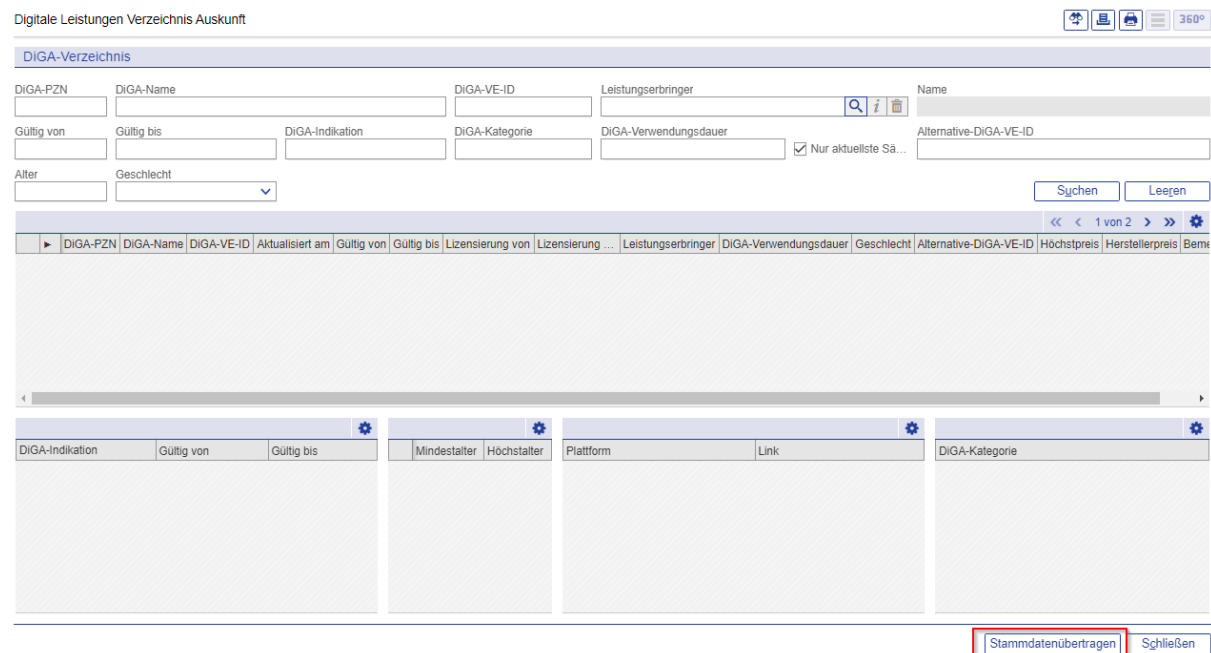 Digitale Leistungen Verzeichnis Auskunft
360°
DiGA-Verzeichnis
DiGA-PZN DiGA-Name DiGA-VE-ID Leistungserbringer Name
Gültig von Gültig bis DiGA-Indikation DiGA-Kategorie DiGA-Verwendungsdauer Alternative-DiGA-VE-ID
Nur aktuellste Sä...
Alter Geschlecht
Suchen Leeren
1 von 2
DiGA-PZN DiGA-Name DiGA-VE-ID Aktualisiert am Gültig von Gültig bis Lizensierung von Lizensierung ... Leistungserbringer DiGA-Verwendungsdauer Geschlecht Alternative-DiGA-VE-ID Höchstpreis Herstellerpreis Beme
DiGA-Indikation Gültig von Gültig bis Mindestalter Höchstalter Plattform Link DiGA-Kategorie
Stammdatenübertragen Schließen